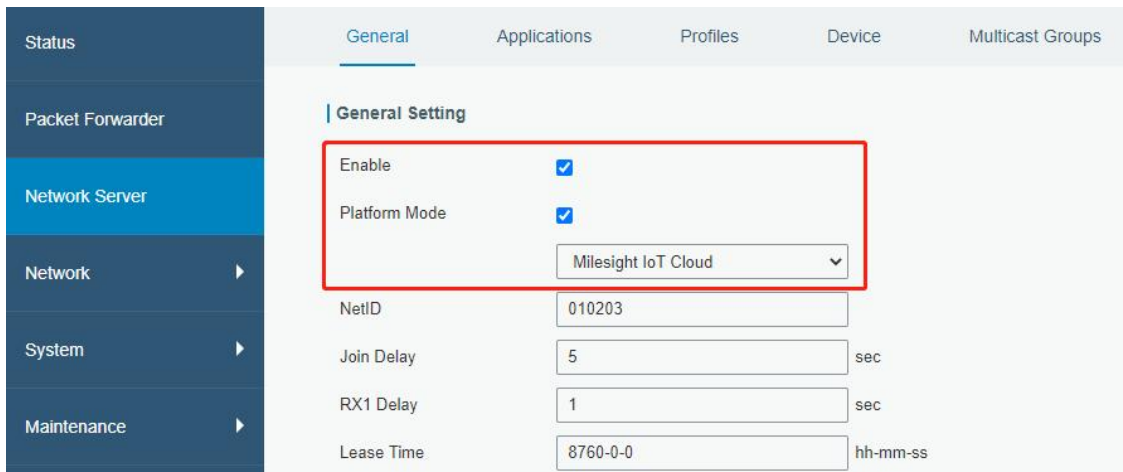 Status
Packet Forwarder
Network Server
Network
System
Maintenance
General Applications Profiles Device Multicast Groups
General Setting
Enable
Platform Mode
Milesight IoT Cloud
NetID 010203
Join Delay 5 sec
RX1 Delay 1 sec
Lease Time 8760-0-0 hh-mm-ss